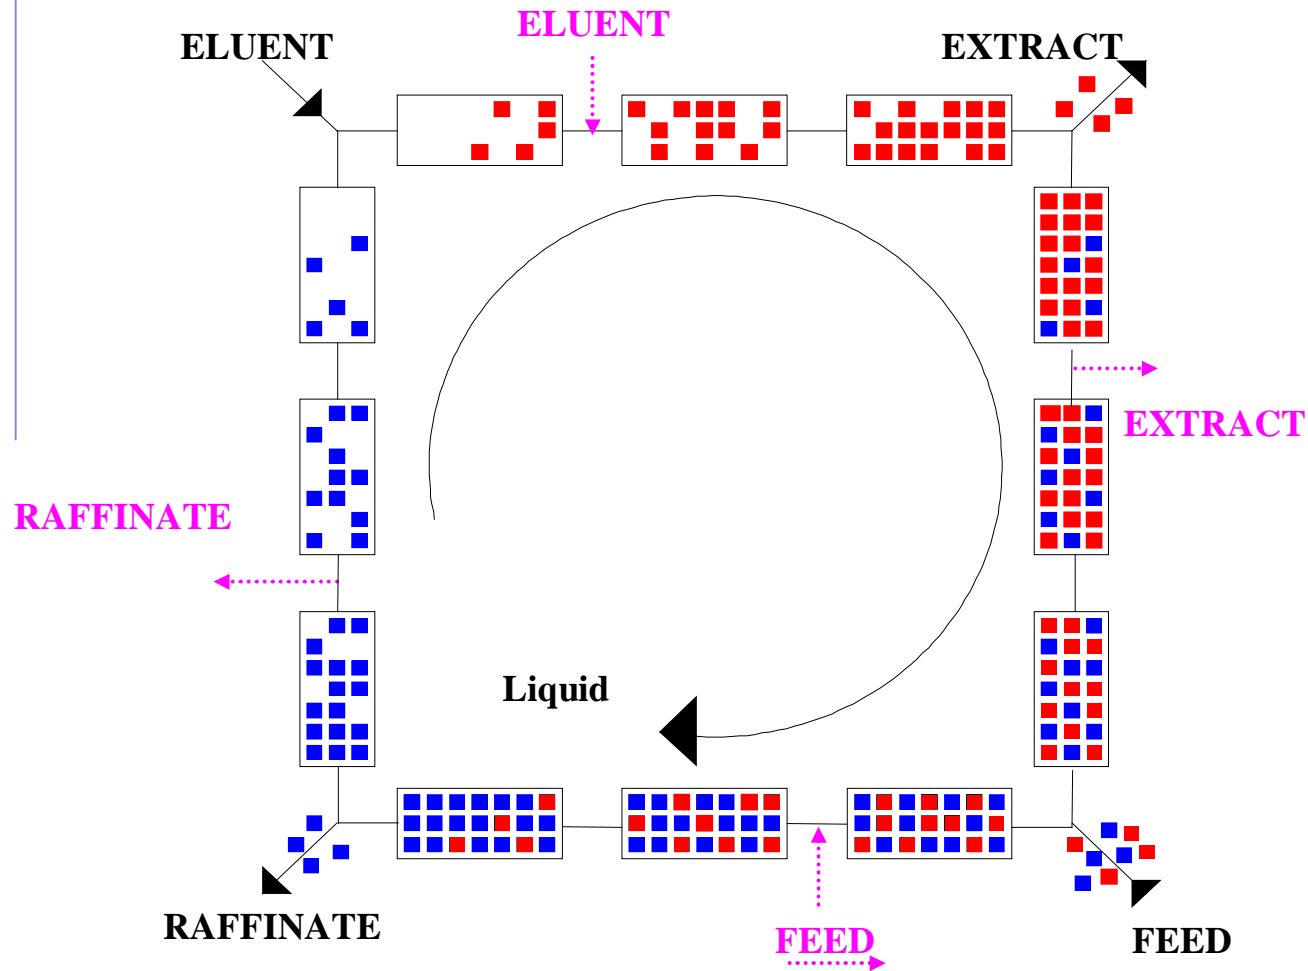 ELUENT
ELUENT
EXTRACT
EXTRACT
RAFFINATE
Liquid
RAFFINATE
FEED
FEED